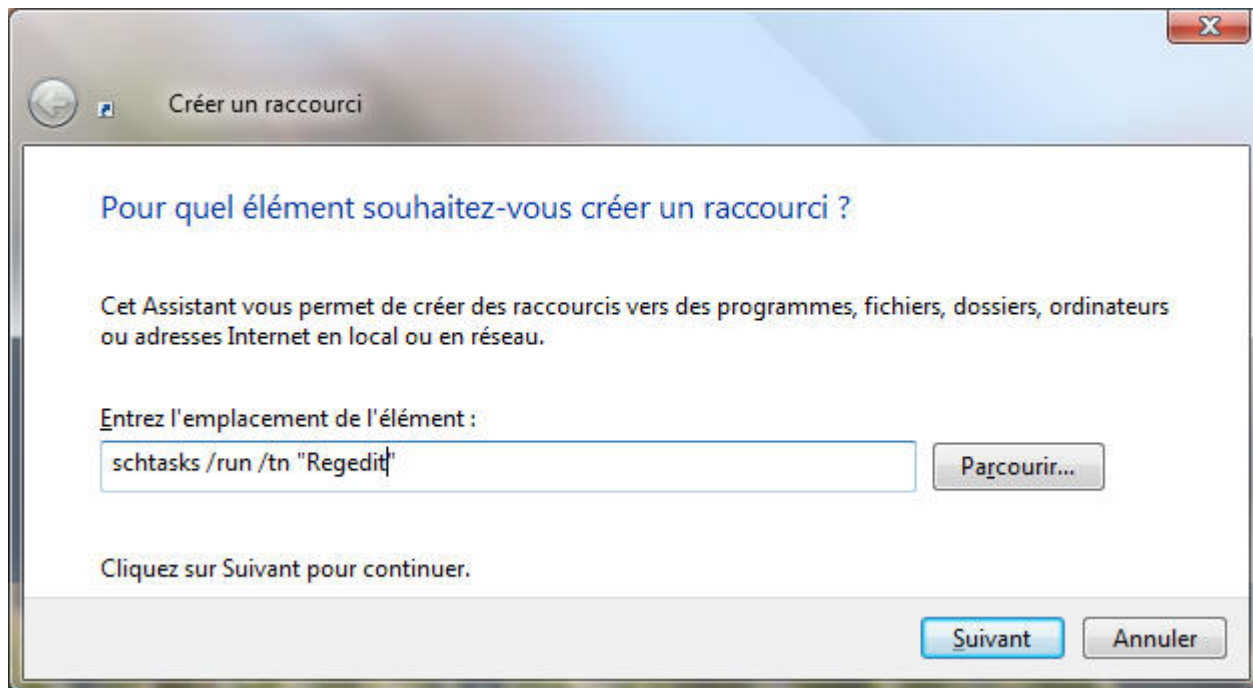 Créer un raccourci
Pour quel élément souhaitez-vous créer un raccourci ?
Cet Assistant vous permet de créer des raccourcis vers des programmes, fichiers, dossiers, ordinateurs
ou adresses Internet en local ou en réseau.
Entrez l'emplacement de l'élément :
schtasks /run /tn "Regedit"
Parcourir...
Cliquez sur Suivant pour continuer.
Suivant
Annuler